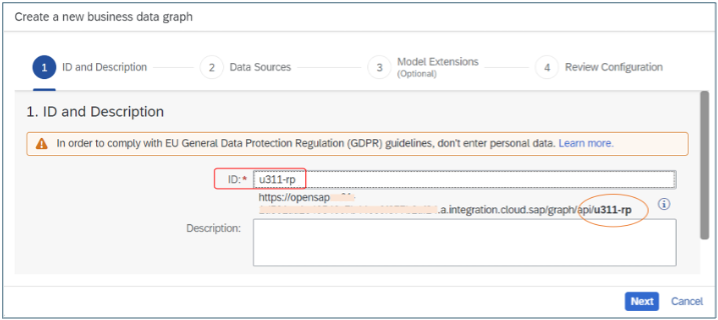 Create a new business data graph
1 ID and Description
2 Data Sources
3 Model Extensions
(Optional)
4 Review Configuration
1. ID and Description
In order to comply with EU General Data Protection Regulation (GDPR) guidelines, don't enter personal data. Learn more.
ID:* u311-rp
https://opensap
.a.integration.cloud.sap/graph/api/u311-rp
Description:
Next Cancel